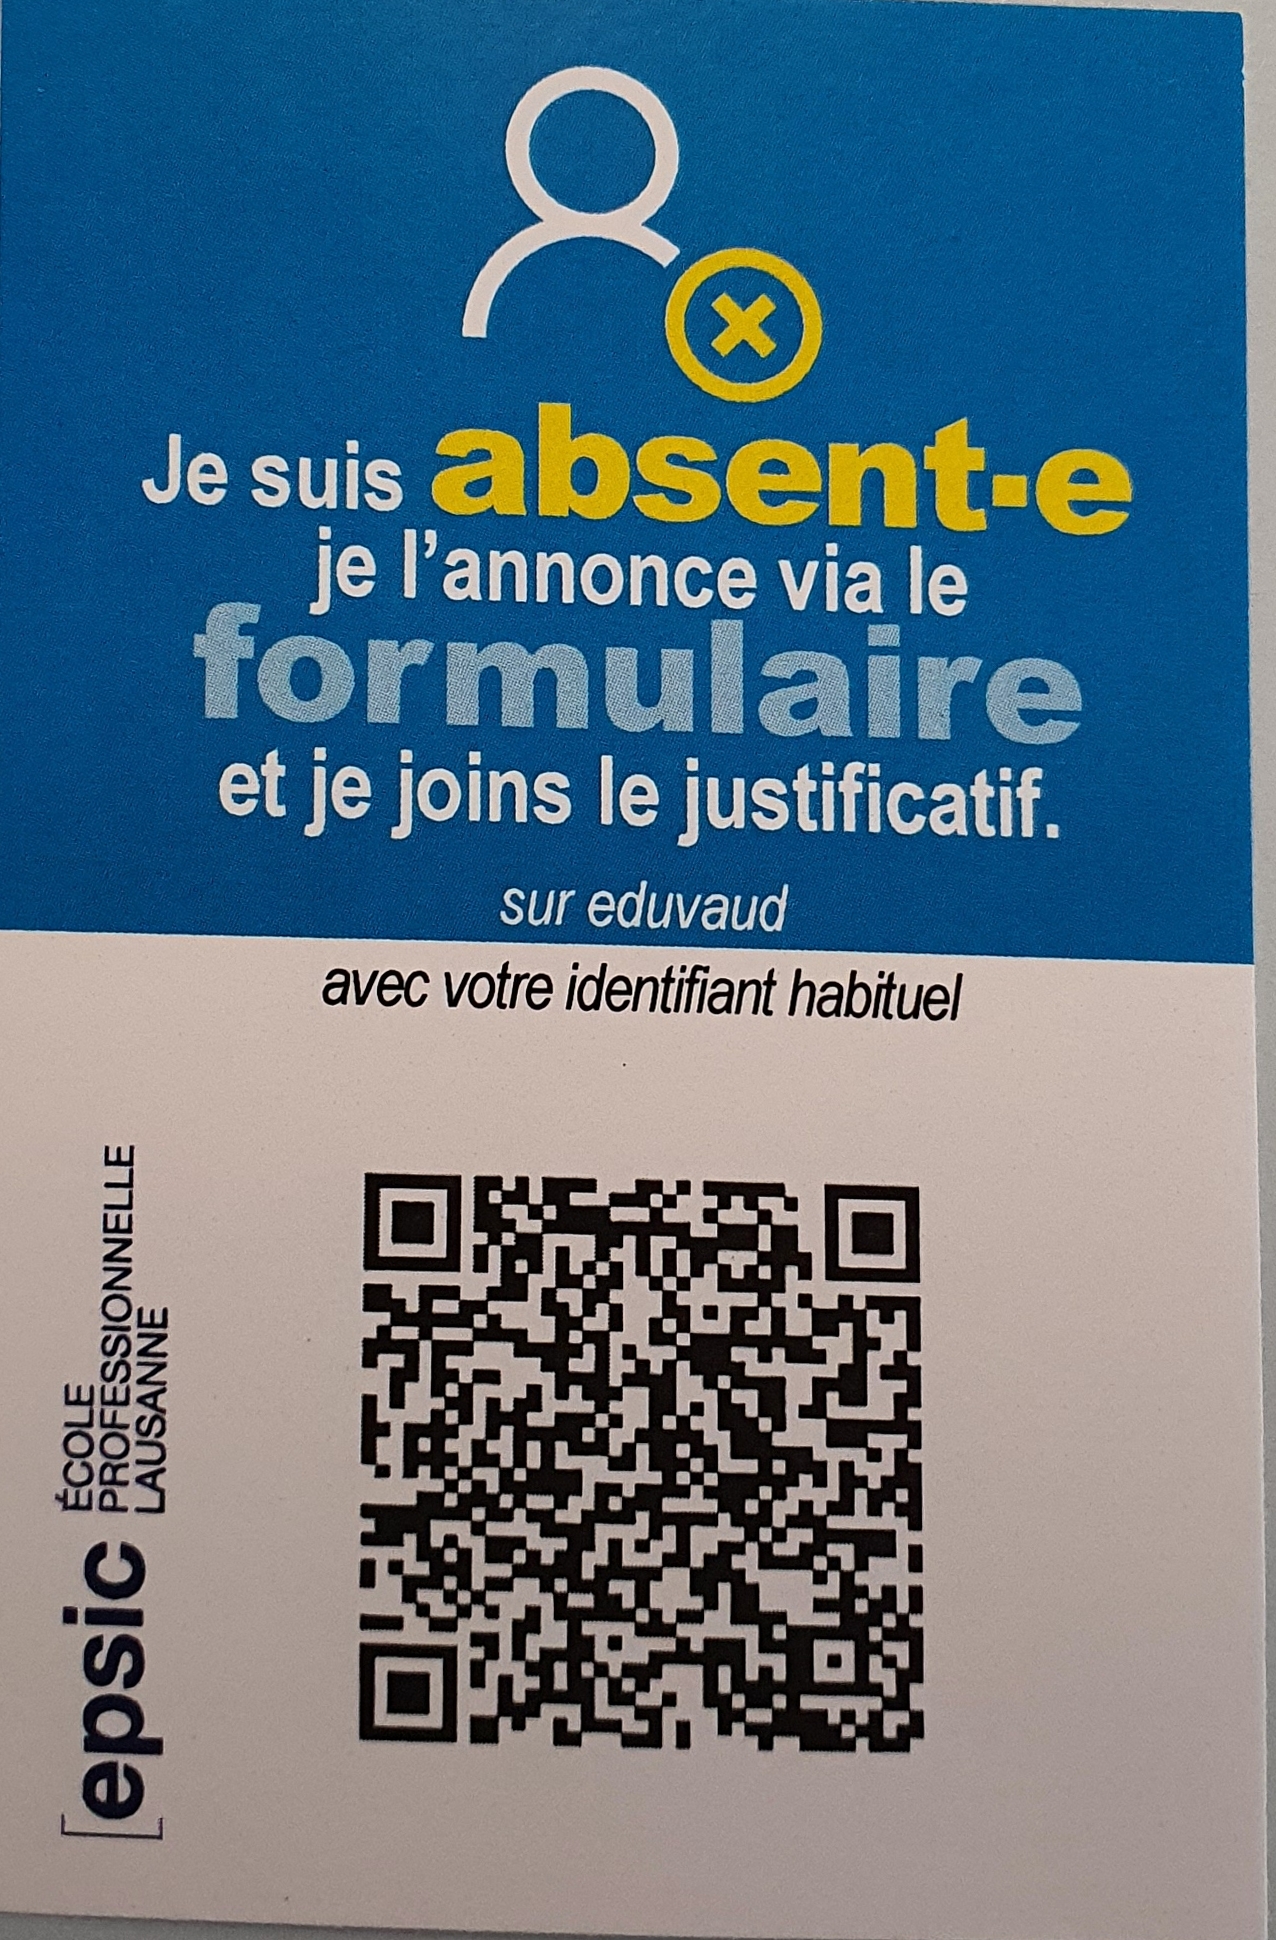 Je suis absent-e
je l'annonce via le
formulaire
et je joins le justificatif.
sur eduvaud
avec votre identifiant habituel
[epsic
ÉCOLE
PROFESSIONNELLE
LAUSANNE